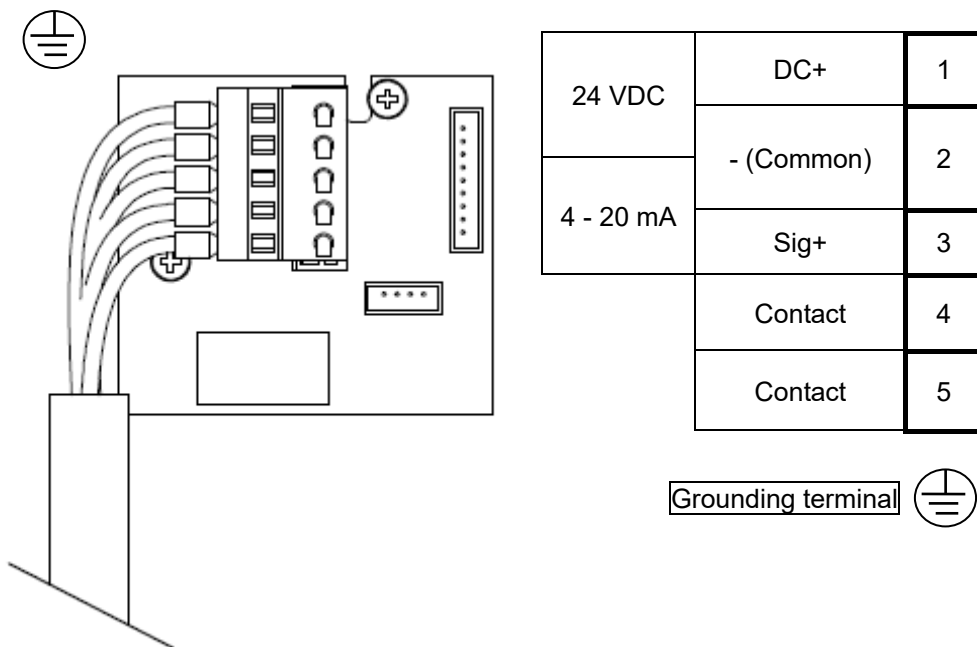 24 VDC
DC+
1
- (Common)
2
4 - 20 mA
Sig+
3
Contact
4
Contact
5
Grounding terminal